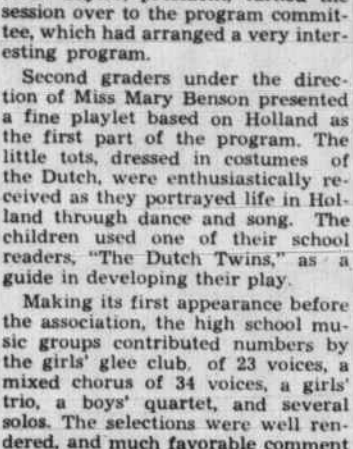 session over to the program commit-
tee, which had arranged a very inter-
esting program.
Second graders under the direc-
tion of Miss Mary Benson presented
a fine playlet based on Holland as
the first part of the program. The
little tots, dressed in costumes of
the Dutch, were enthusiastically re-
ceived as they portrayed life in Hol-
land through dance and song. The
children used one of their school
readers, "The Dutch Twins," as a
guide in developing their play.
Making its first appearance before
the association, the high school mu-
sic groups contributed numbers by
the girls' glee club, of 23 voices, a
mixed chorus of 34 voices, a girls'
trio, a boys' quartet, and several
solos. The selections were well ren-
dered, and much favorable comment